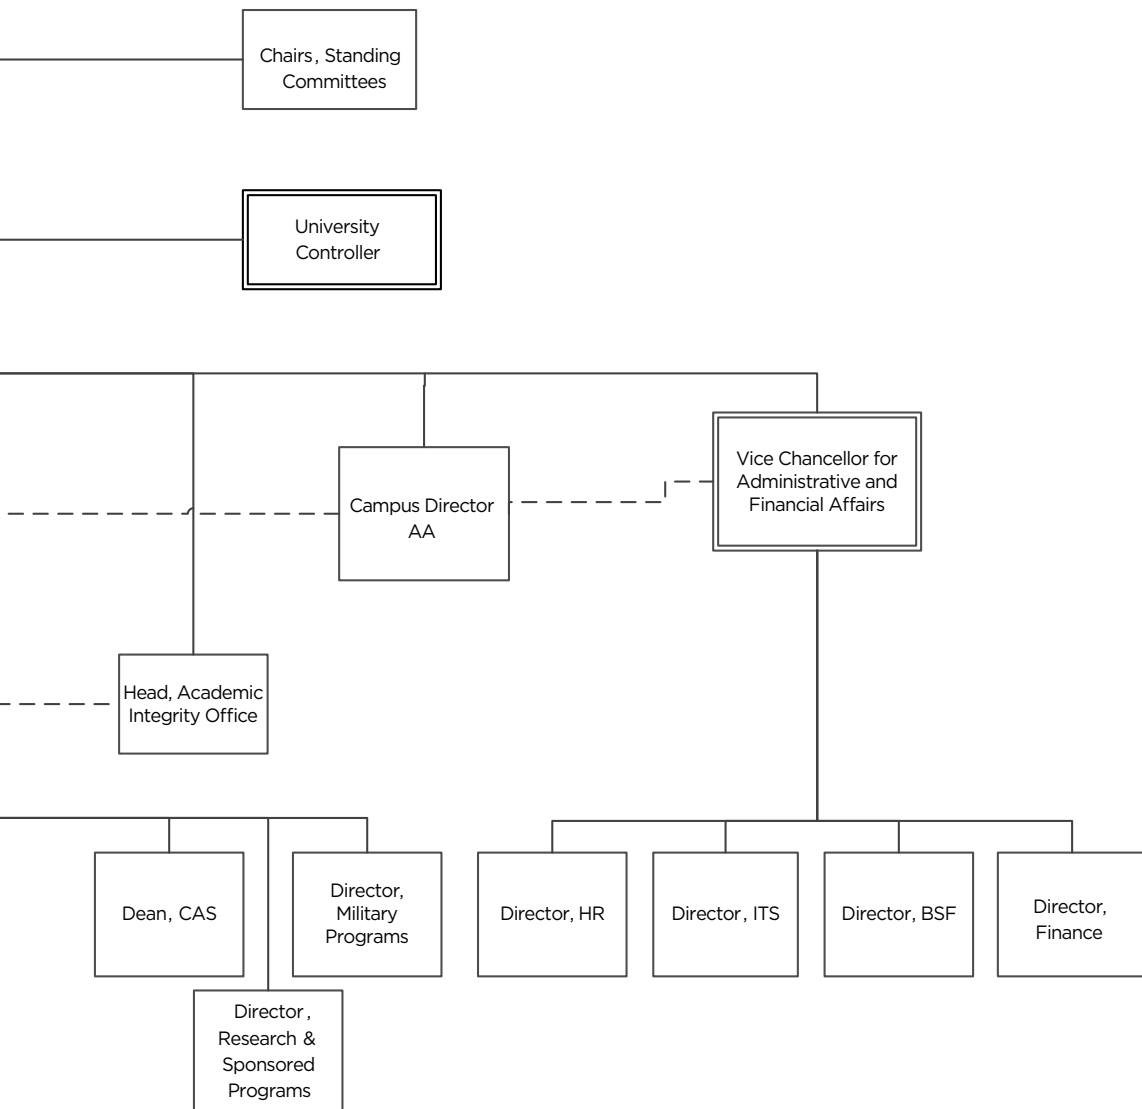 Chairs, Standing
Committees
University
Controller
Vice Chancellor for
Administrative and
Financial Affairs
Campus Director
AA
Head, Academic
Integrity Office
Dean, CAS
Director,
Military
Programs
Director, HR
Director, ITS
Director, BSF
Director,
Finance
Director,
Research &
Sponsored
Programs